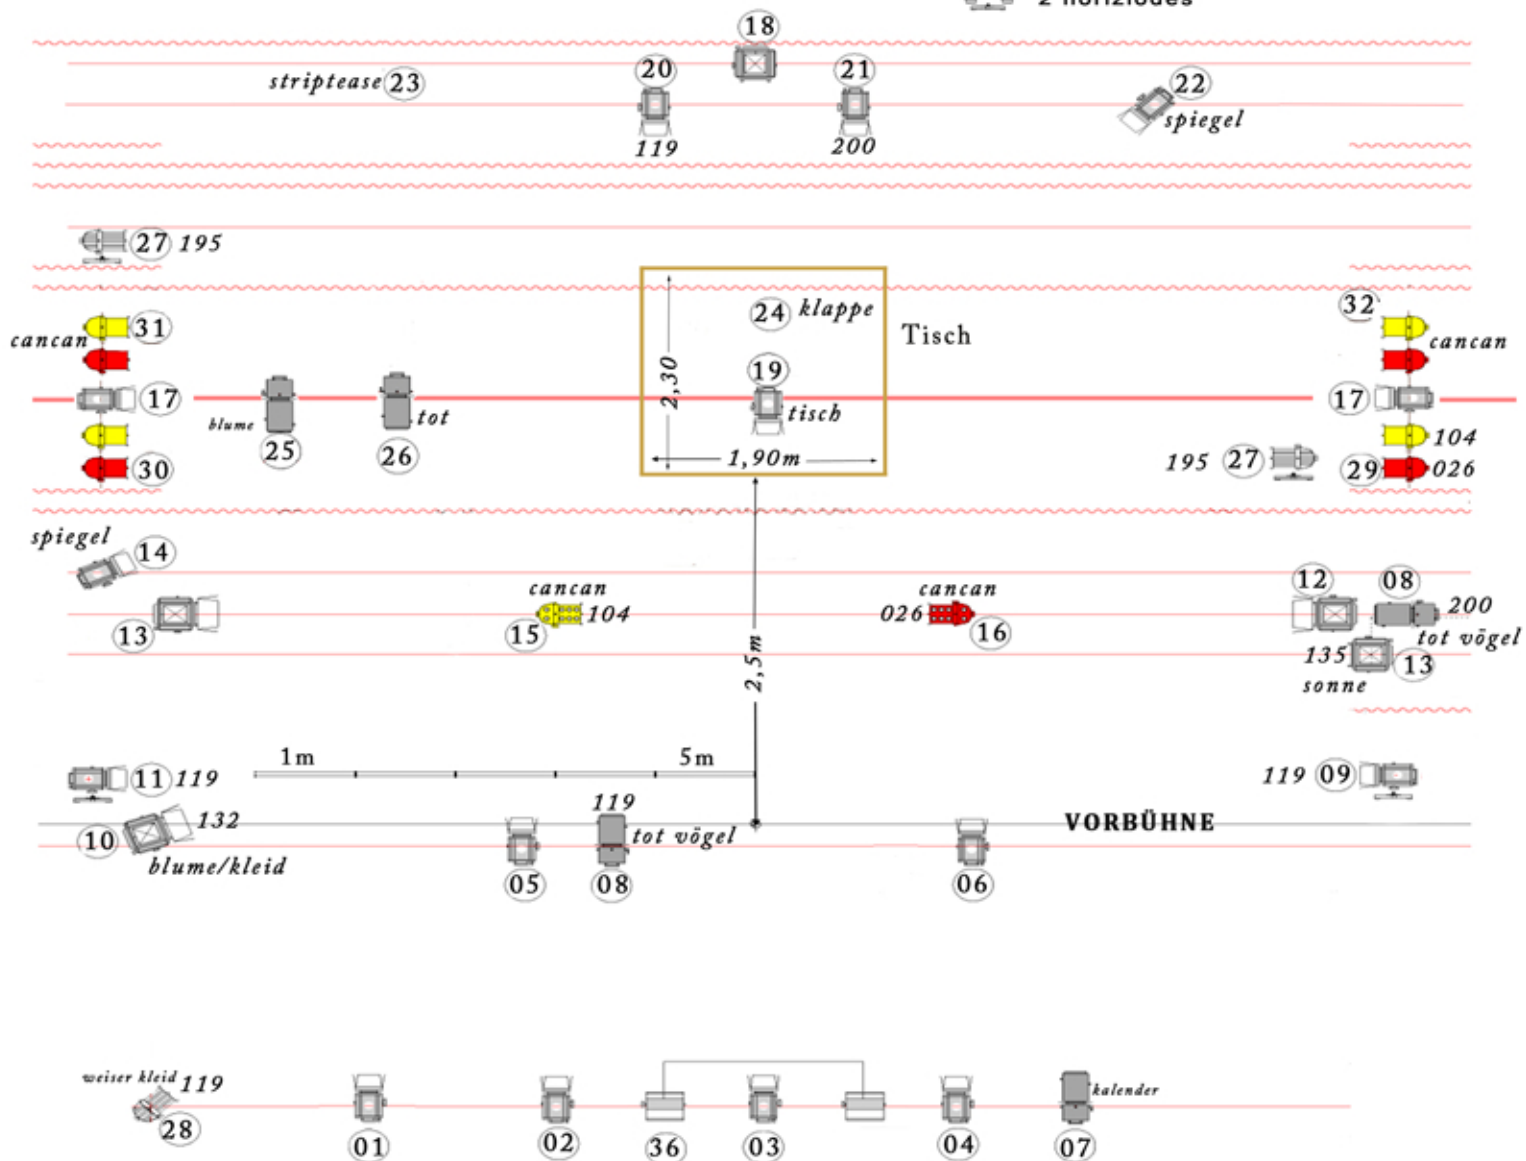 2 horiziodes
18
striptease 23
20
21
22
spiegel
119
200
27 195
31
cancan
24 klappe
Tisch
32
cancan
17
2,30
19
tisch
17
blume
25
tot
26
30
1,90m
104
195 27
29 026
spiegel
14
cancan
104
15
cancan
026
16
12
08
200
tot vögel
13
135
13
sonne
2,5m
1m
5m
11 119
119 09
10
132
blume/kleid
119
tot vögel
VORBÜHNE
05
08
06
weiser kleid 119
28
01
02
36
03
04
kalender
07